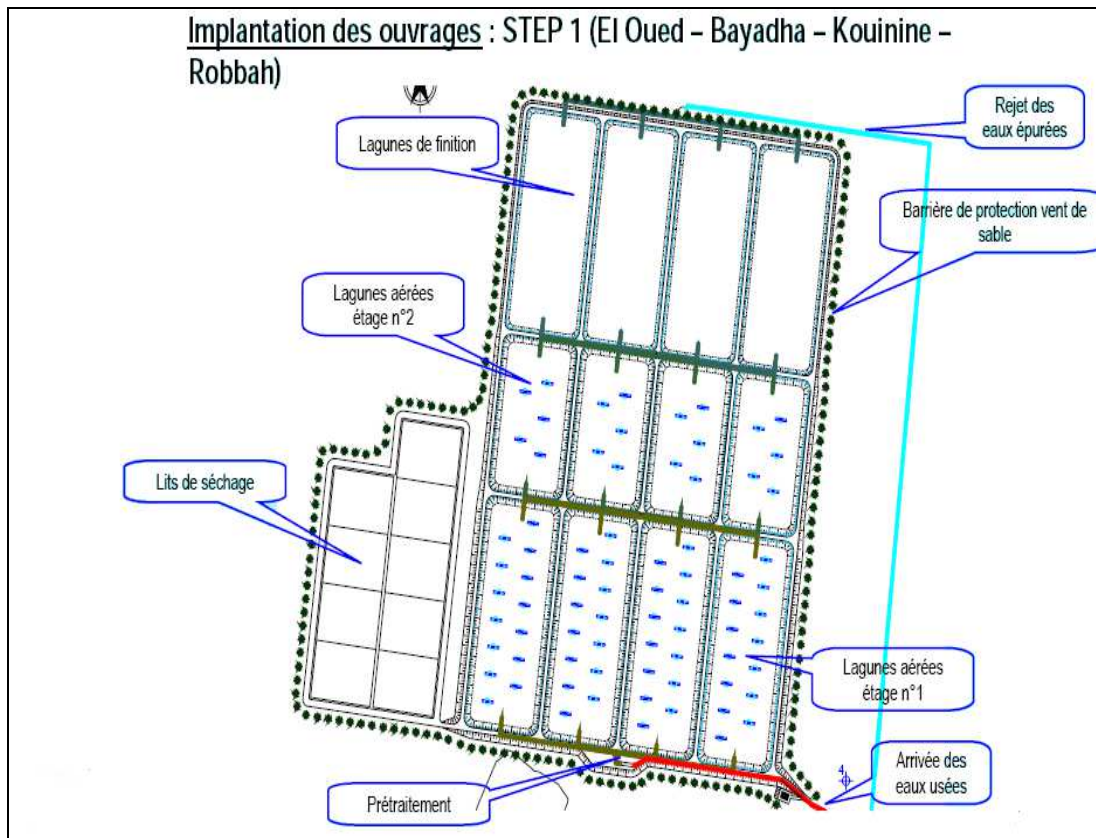 Implantation des ouvrages : STEP 1 (El Oued – Bayadha – Kouinine –
Robbah)
Rejet des
eaux épurées
Lagunes de finition
Barrière de protection vent de
sable
Lagunes aérées
étage n°2
Lits de séchage
Lagunes aérées
étage n°1
Arrivée des
eaux usées
4
Prétraitement